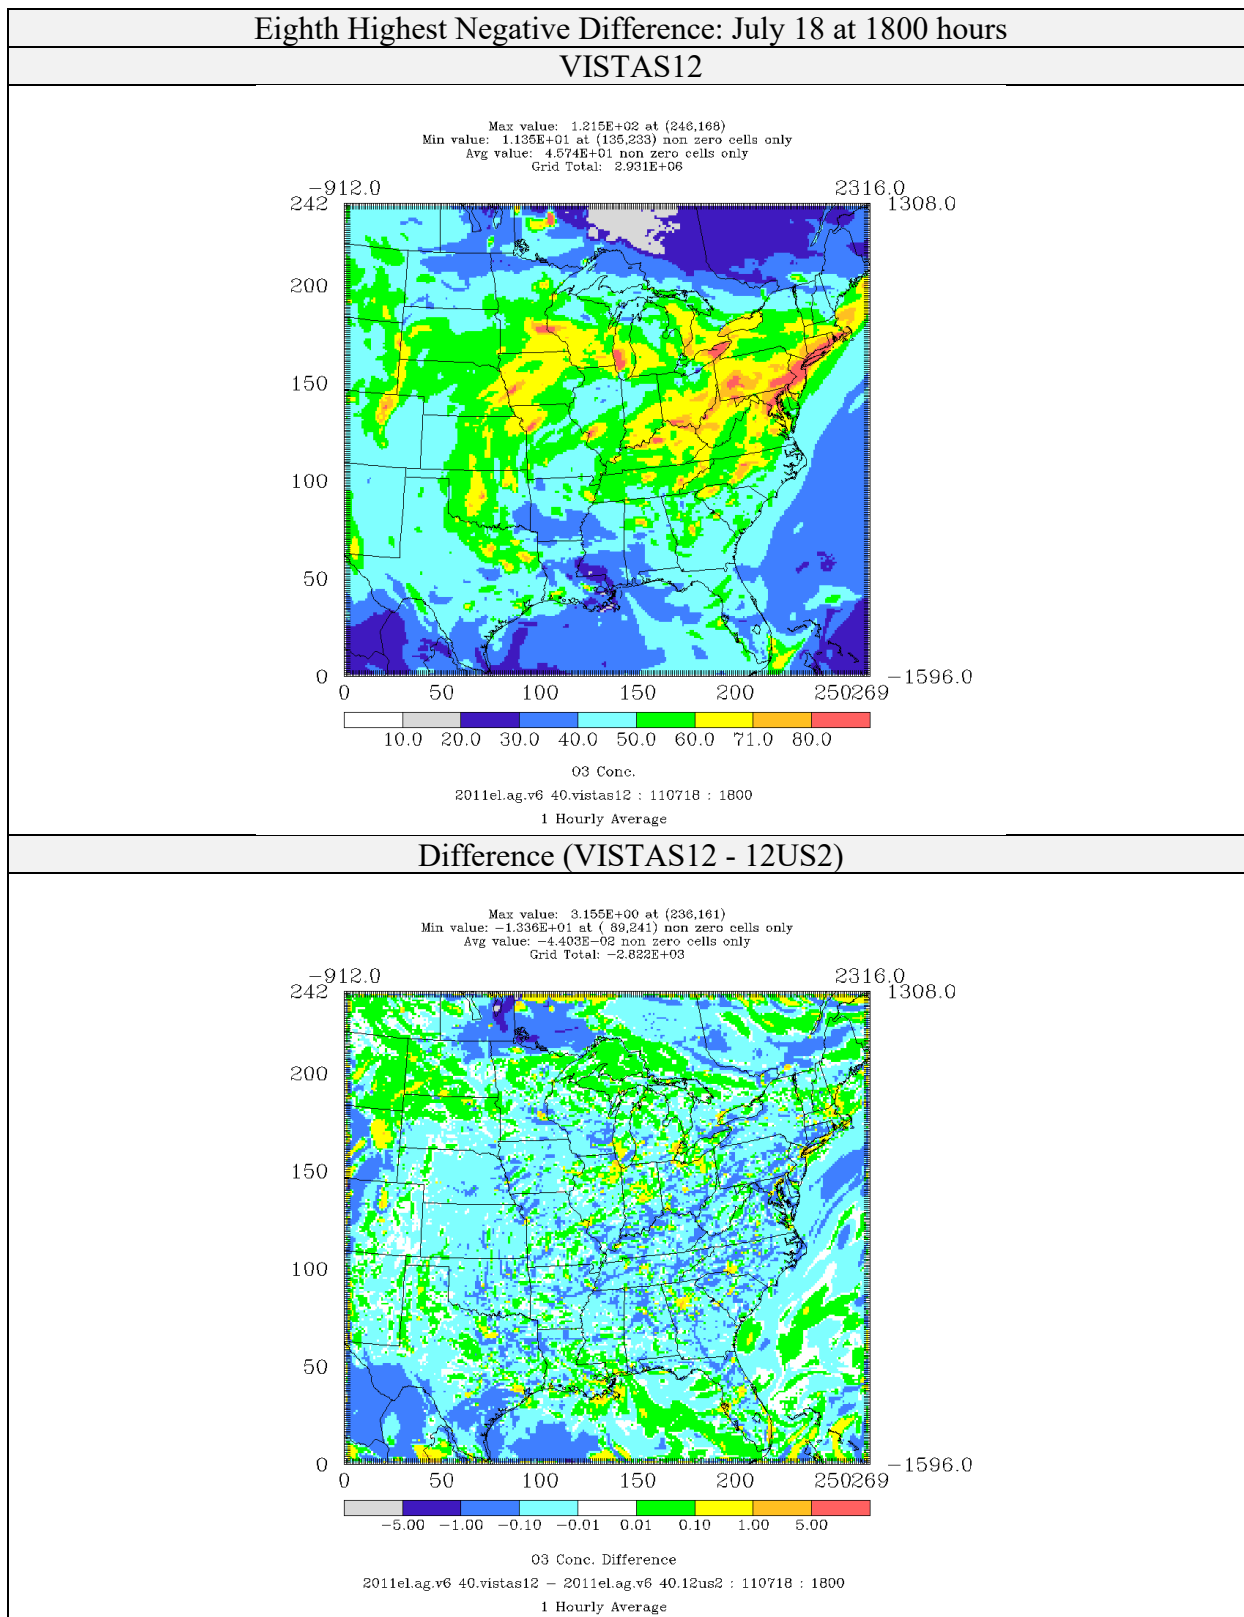 Eighth Highest Negative Difference: July 18 at 1800 hours
VISTAS12
Max value: 1.215E+02 at (246,168)
Min value: 1.135E+01 at (135,233) non zero cells only
Avg value: 4.574E+01 non zero cells only
Grid Total: 2.931E+06
-912.0 2316.0
242 1308.0
200
150
100
50
0 -1596.0
0 50 100 150 200 250269
10.0 20.0 30.0 40.0 50.0 60.0 71.0 80.0
O3 Conc.
2011el.ag.v6 40.vistas12 : 110718 : 1800
1 Hourly Average
Difference (VISTAS12 - 12US2)
Max value: 3.155E+00 at (236,161)
Min value: -1.336E+01 at ( 89,241) non zero cells only
Avg value: -4.403E-02 non zero cells only
Grid Total: -2.822E+03
-912.0 2316.0
242 1308.0
200
150
100
50
0 -1596.0
0 50 100 150 200 250269
-5.00 -1.00 -0.10 -0.01 0.01 0.10 1.00 5.00
O3 Conc. Difference
2011el.ag.v6 40.vistas12 - 2011el.ag.v6 40.12us2 : 110718 : 1800
1 Hourly Average